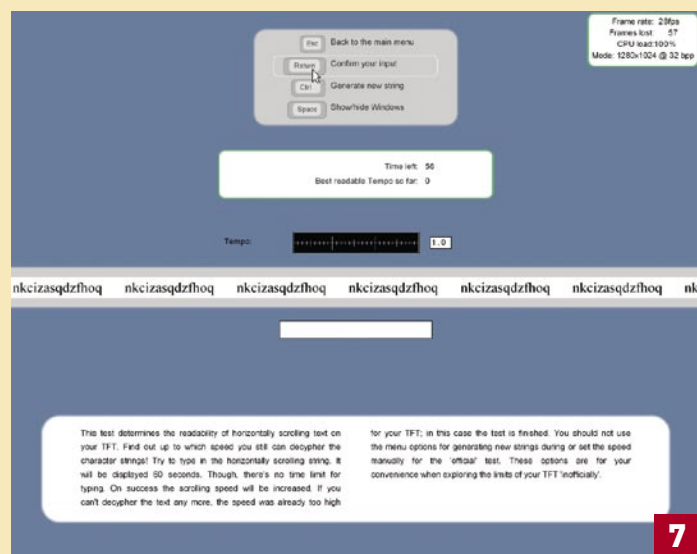 Frame rate: 28fps
Frames lost: 57
CPU load:100%
Mode: 1280x1024 @ 32 bpp
Esc Back to the main menu
Return Confirm your input
Ctrl Generate new string
Space Show/hide Windows
Time left: 56
Best readable Tempo so far: 0
Tempo: 1.0
nkcizasqdzfhoq nkcizasqdzfhoq nkcizasqdzfhoq nkcizasqdzfhoq nkcizasqdzfhoq nkcizasqdzfhoq nk
This test determines the readability of horizontally scrolling text on
your TFT. Find out up to which speed you still can decypher the
character strings! Try to type in the horizontally scrolling string. It
will be displayed 60 seconds. Though, there's no time limit for
typing. On success the scrolling speed will be increased. If you
can't decypher the text any more, the speed was already too high
for your TFT; in this case the test is finished. You should not use
the menu options for generating new strings during or set the speed
manually for the 'official' test. These options are for your
convenience when exploring the limits of your TFT 'inofficially'.
7